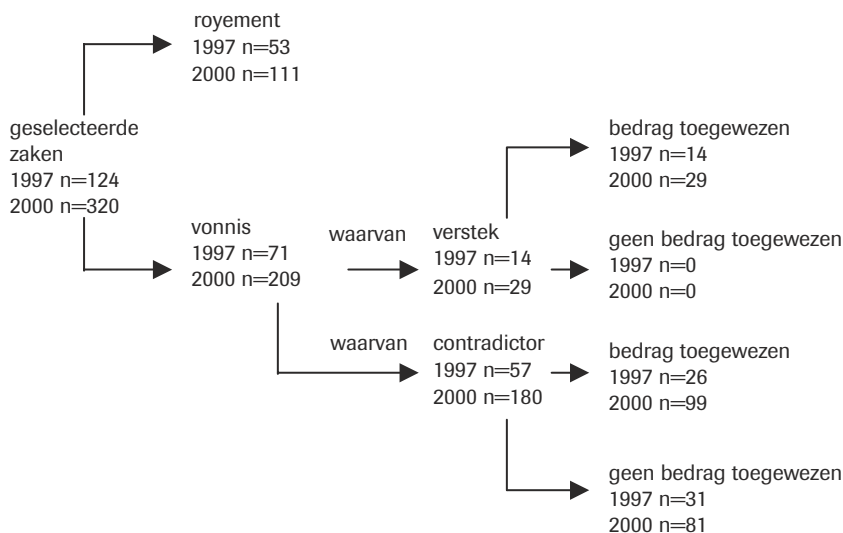 royement
1997 n=53
2000 n=111
geselecteerde
zaken
1997 n=124
2000 n=320
vonnis
1997 n=71
2000 n=209
waarvan
verstek
1997 n=14
2000 n=29
bedrag toegewezen
1997 n=14
2000 n=29
geen bedrag toegewezen
1997 n=0
2000 n=0
waarvan
contradictor
1997 n=57
2000 n=180
bedrag toegewezen
1997 n=26
2000 n=99
geen bedrag toegewezen
1997 n=31
2000 n=81